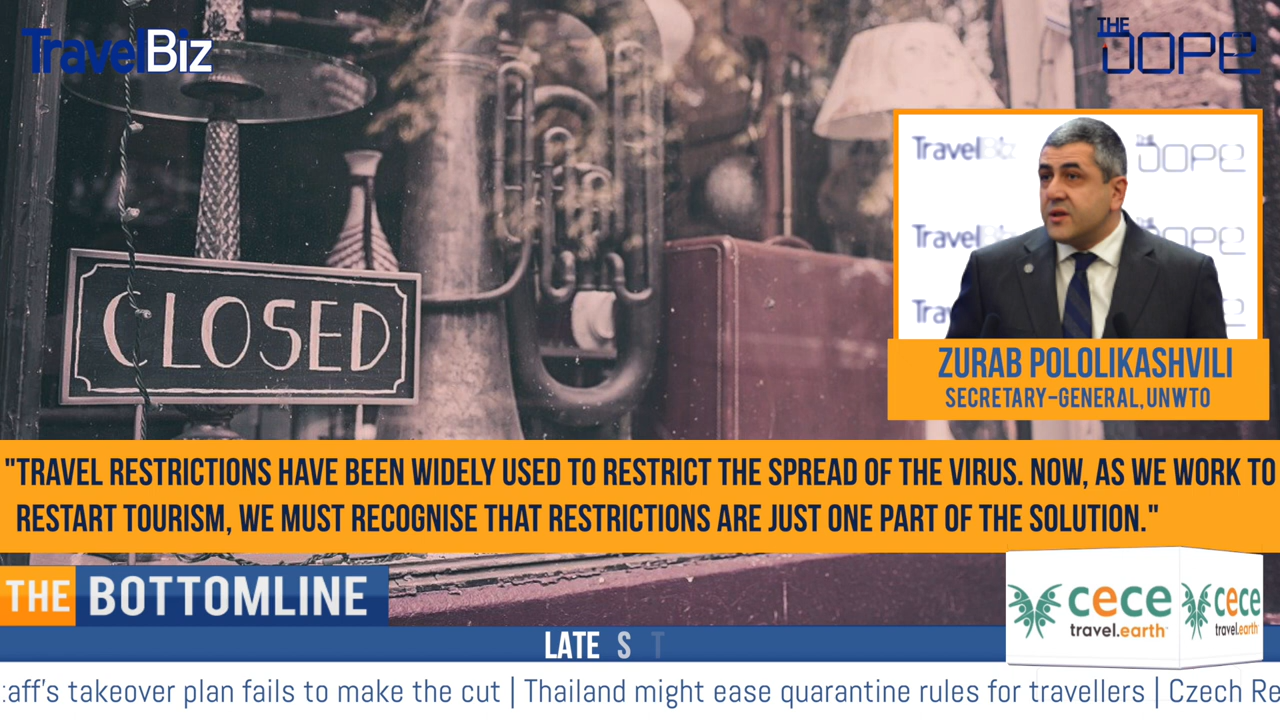 TravelBiz
THE
DOPE
TravelBiz
THE
DOPE
TravelBiz
THE
DOPE
CLOSED
ZURAB POLOLIKASHVILI
SECRETARY-GENERAL, UNWTO
"TRAVEL RESTRICTIONS HAVE BEEN WIDELY USED TO RESTRICT THE SPREAD OF THE VIRUS. NOW, AS WE WORK TO
RESTART TOURISM, WE MUST RECOGNISE THAT RESTRICTIONS ARE JUST ONE PART OF THE SOLUTION."
THE BOTTOMLINE
cece
travel.earth
cece
travel.earth
LATE S T
aff's takeover plan fails to make the cut | Thailand might ease quarantine rules for travellers | Czech Re